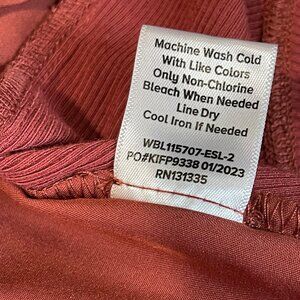 Machine Wash Cold
With Like Colors
Only Non-Chlorine
Bleach When Needed
Line Dry
Cool Iron If Needed
WBL115707-ESL-2
PO#KIFP9338 01/2023
RN131335